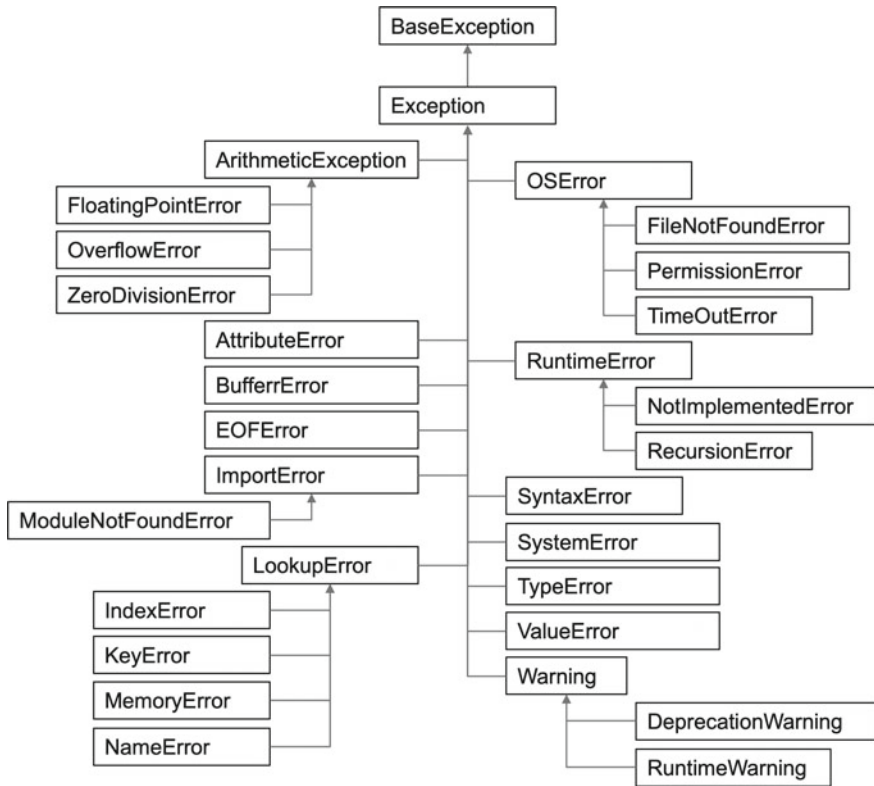 BaseException
Exception
ArithmeticException
FloatingPointError
OverflowError
ZeroDivisionError
AttributeError
BufferrError
EOFError
ImportError
ModuleNotFoundError
LookupError
IndexError
KeyError
MemoryError
NameError
OSError
FileNotFoundError
PermissionError
TimeOutError
RuntimeError
NotImplementedError
RecursionError
SyntaxError
SystemError
TypeError
ValueError
Warning
DeprecationWarning
RuntimeWarning